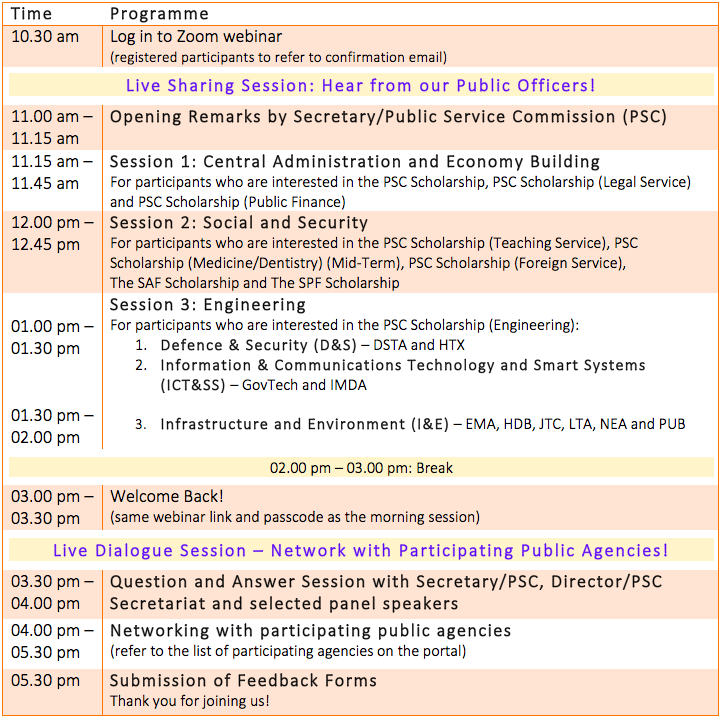 Time Programme
10.30 am Log in to Zoom webinar
(registered participants to refer to confirmation email)
Live Sharing Session: Hear from our Public Officers!
11.00 am – Opening Remarks by Secretary/Public Service Commission (PSC)
11.15 am
11.15 am – Session 1: Central Administration and Economy Building
11.45 am For participants who are interested in the PSC Scholarship, PSC Scholarship (Legal Service)
and PSC Scholarship (Public Finance)
12.00 pm – Session 2: Social and Security
12.45 pm For participants who are interested in the PSC Scholarship (Teaching Service), PSC
Scholarship (Medicine/Dentistry) (Mid-Term), PSC Scholarship (Foreign Service),
The SAF Scholarship and The SPF Scholarship
Session 3: Engineering
01.00 pm – For participants who are interested in the PSC Scholarship (Engineering):
01.30 pm 1. Defence & Security (D&S) – DSTA and HTX
2. Information & Communications Technology and Smart Systems
(ICT&SS) – GovTech and IMDA
01.30 pm – 3. Infrastructure and Environment (I&E) – EMA, HDB, JTC, LTA, NEA and PUB
02.00 pm
02.00 pm – 03.00 pm: Break
03.00 pm – Welcome Back!
03.30 pm (same webinar link and passcode as the morning session)
Live Dialogue Session – Network with Participating Public Agencies!
03.30 pm – Question and Answer Session with Secretary/PSC, Director/PSC
04.00 pm Secretariat and selected panel speakers
04.00 pm – Networking with participating public agencies
05.30 pm (refer to the list of participating agencies on the portal)
05.30 pm Submission of Feedback Forms
Thank you for joining us!